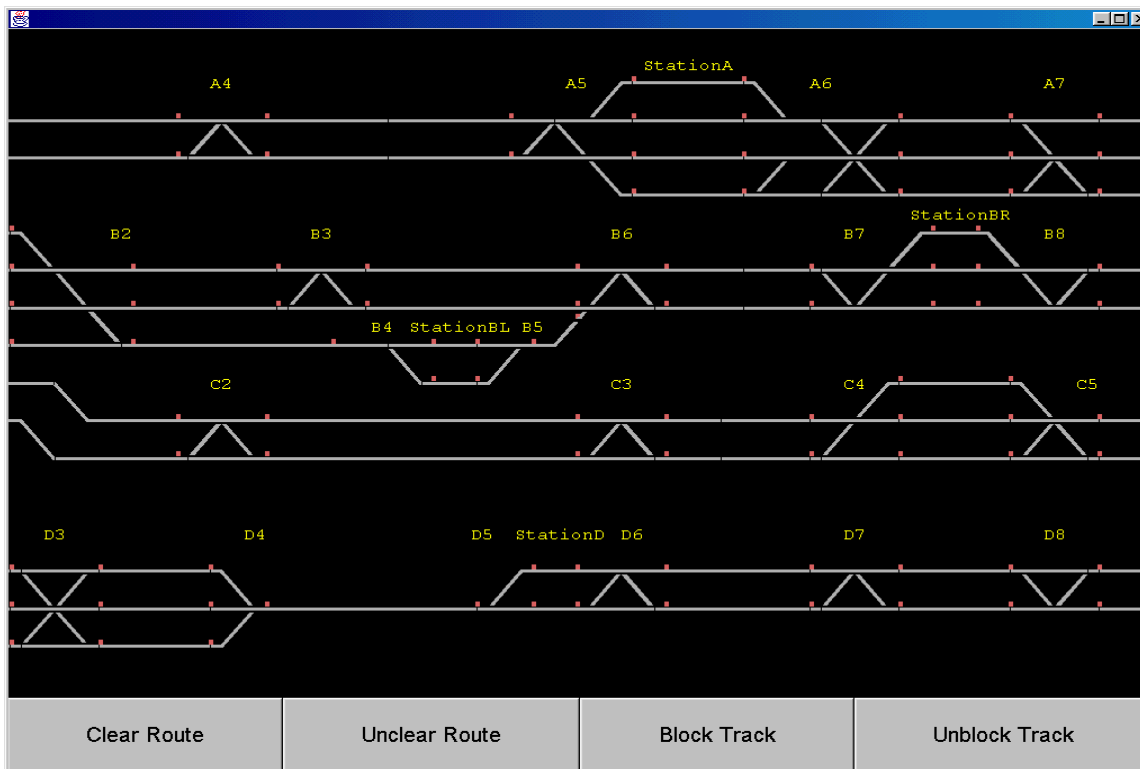 StationA
A4 A5 A6 A7
StationBR
B2 B3 B6 B7 B8
B4 StationBL B5
C2 C3 C4 C5
D3 D4 D5 StationD D6 D7 D8
Clear Route Unclear Route Block Track Unblock Track